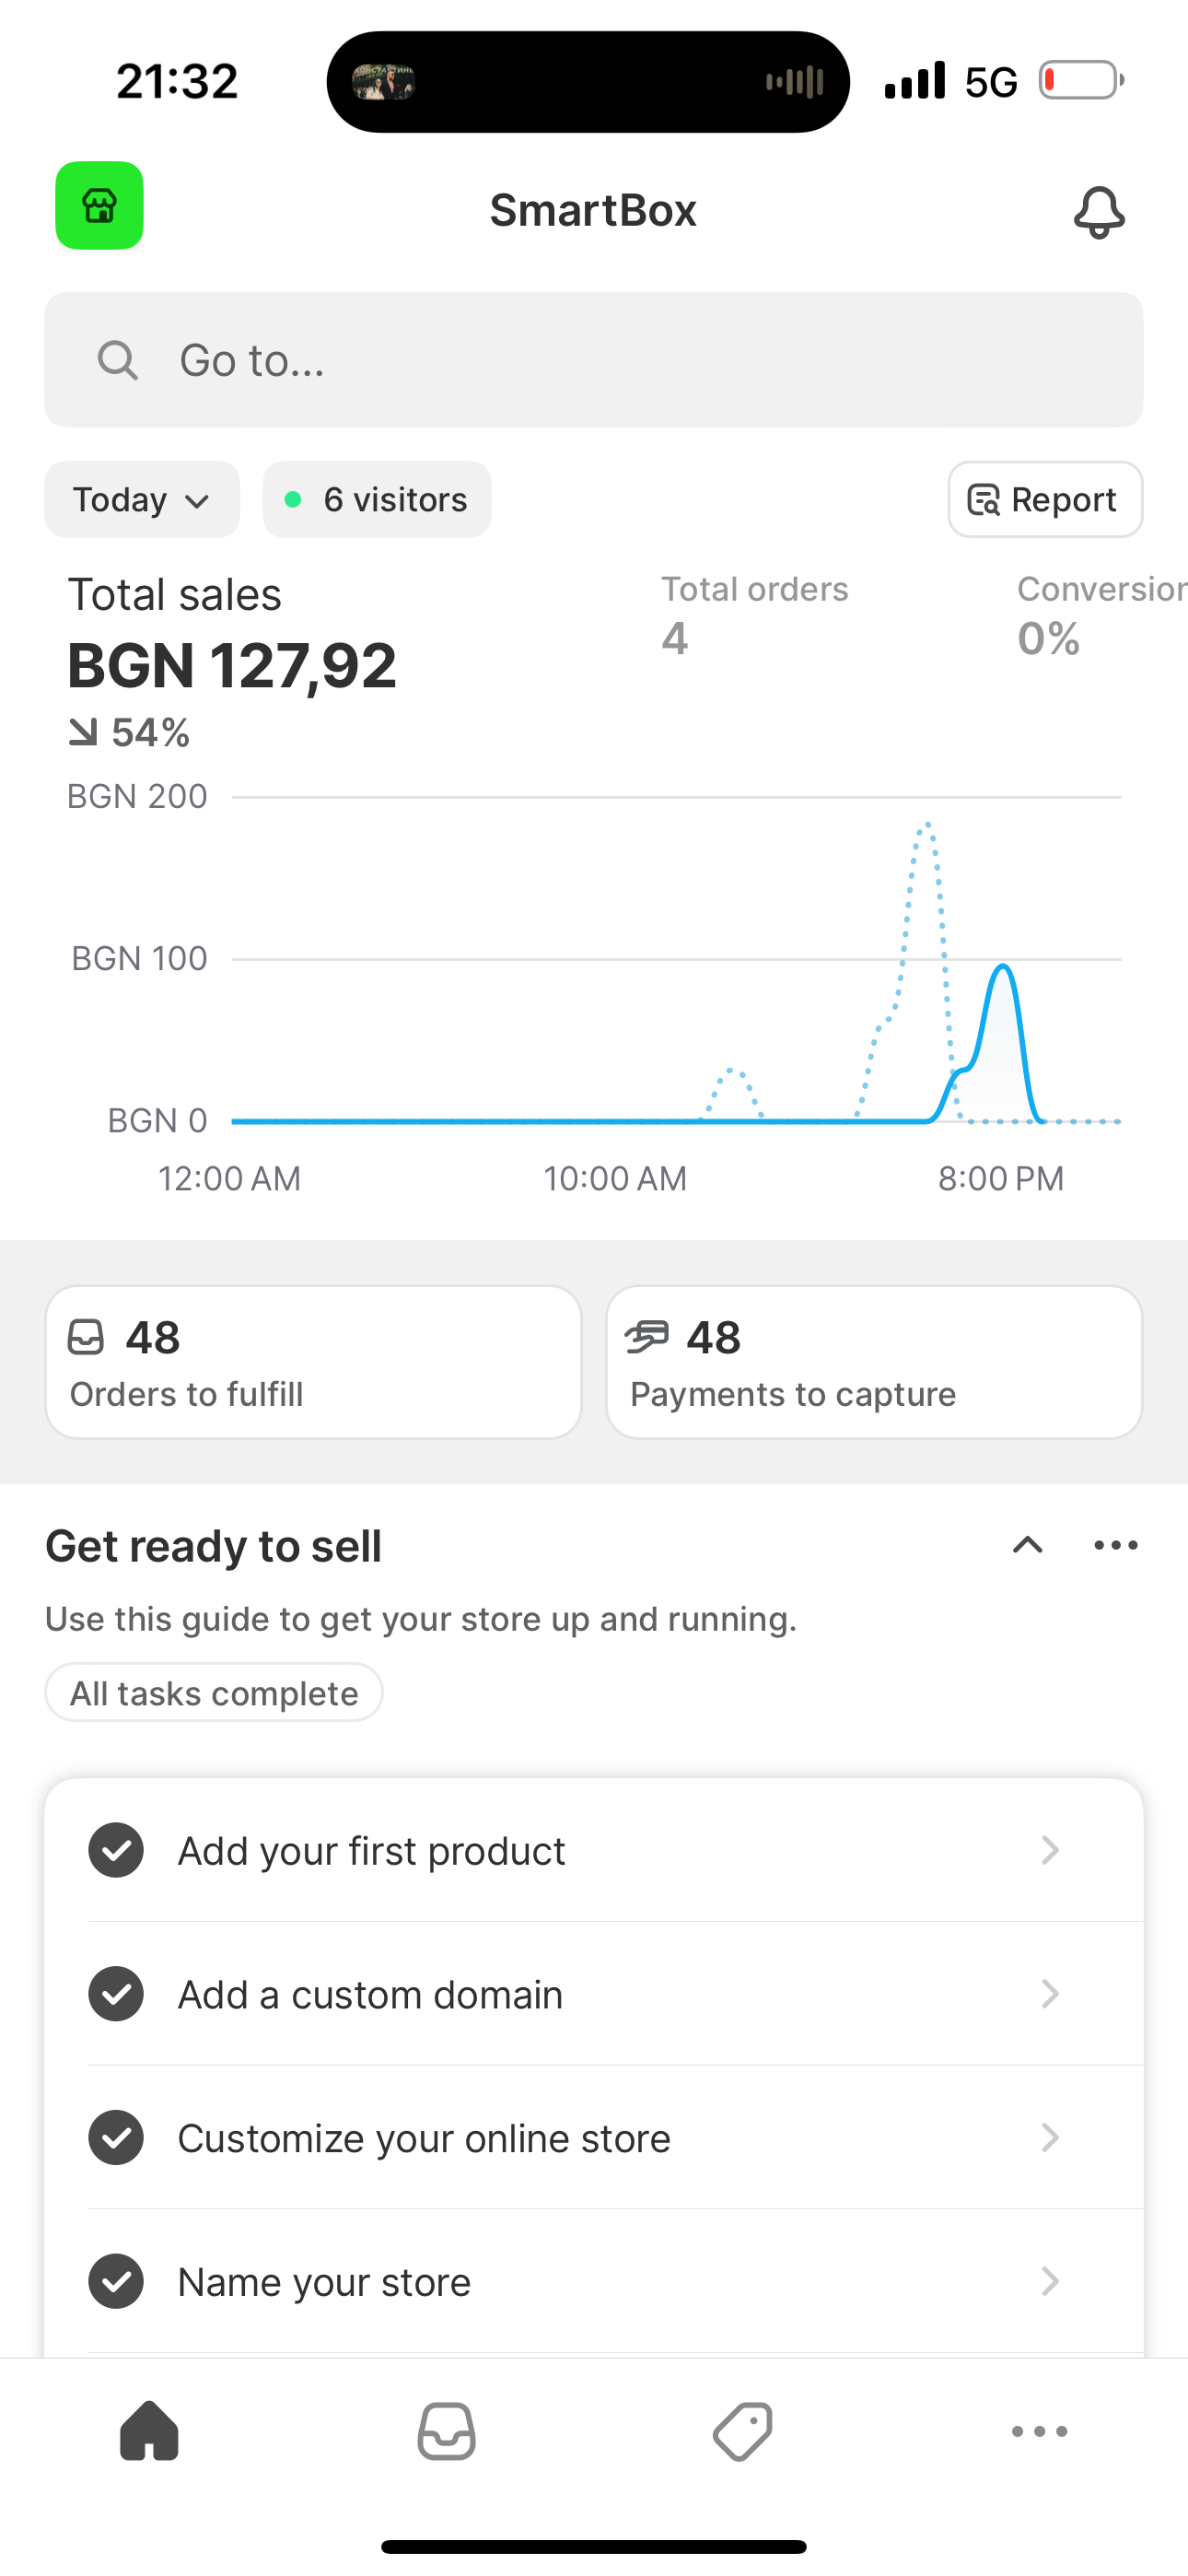 21:32
5G
КОНСТАНТИН
SmartBox
Go to...
Today
6 visitors
Report
Total sales
Total orders
Conversion
BGN 127,92
4
0%
54%
BGN 200
BGN 100
BGN 0
12:00 AM
10:00 AM
8:00 PM
48
48
Orders to fulfill
Payments to capture
Get ready to sell
Use this guide to get your store up and running.
All tasks complete
Add your first product
Add a custom domain
Customize your online store
Name your store